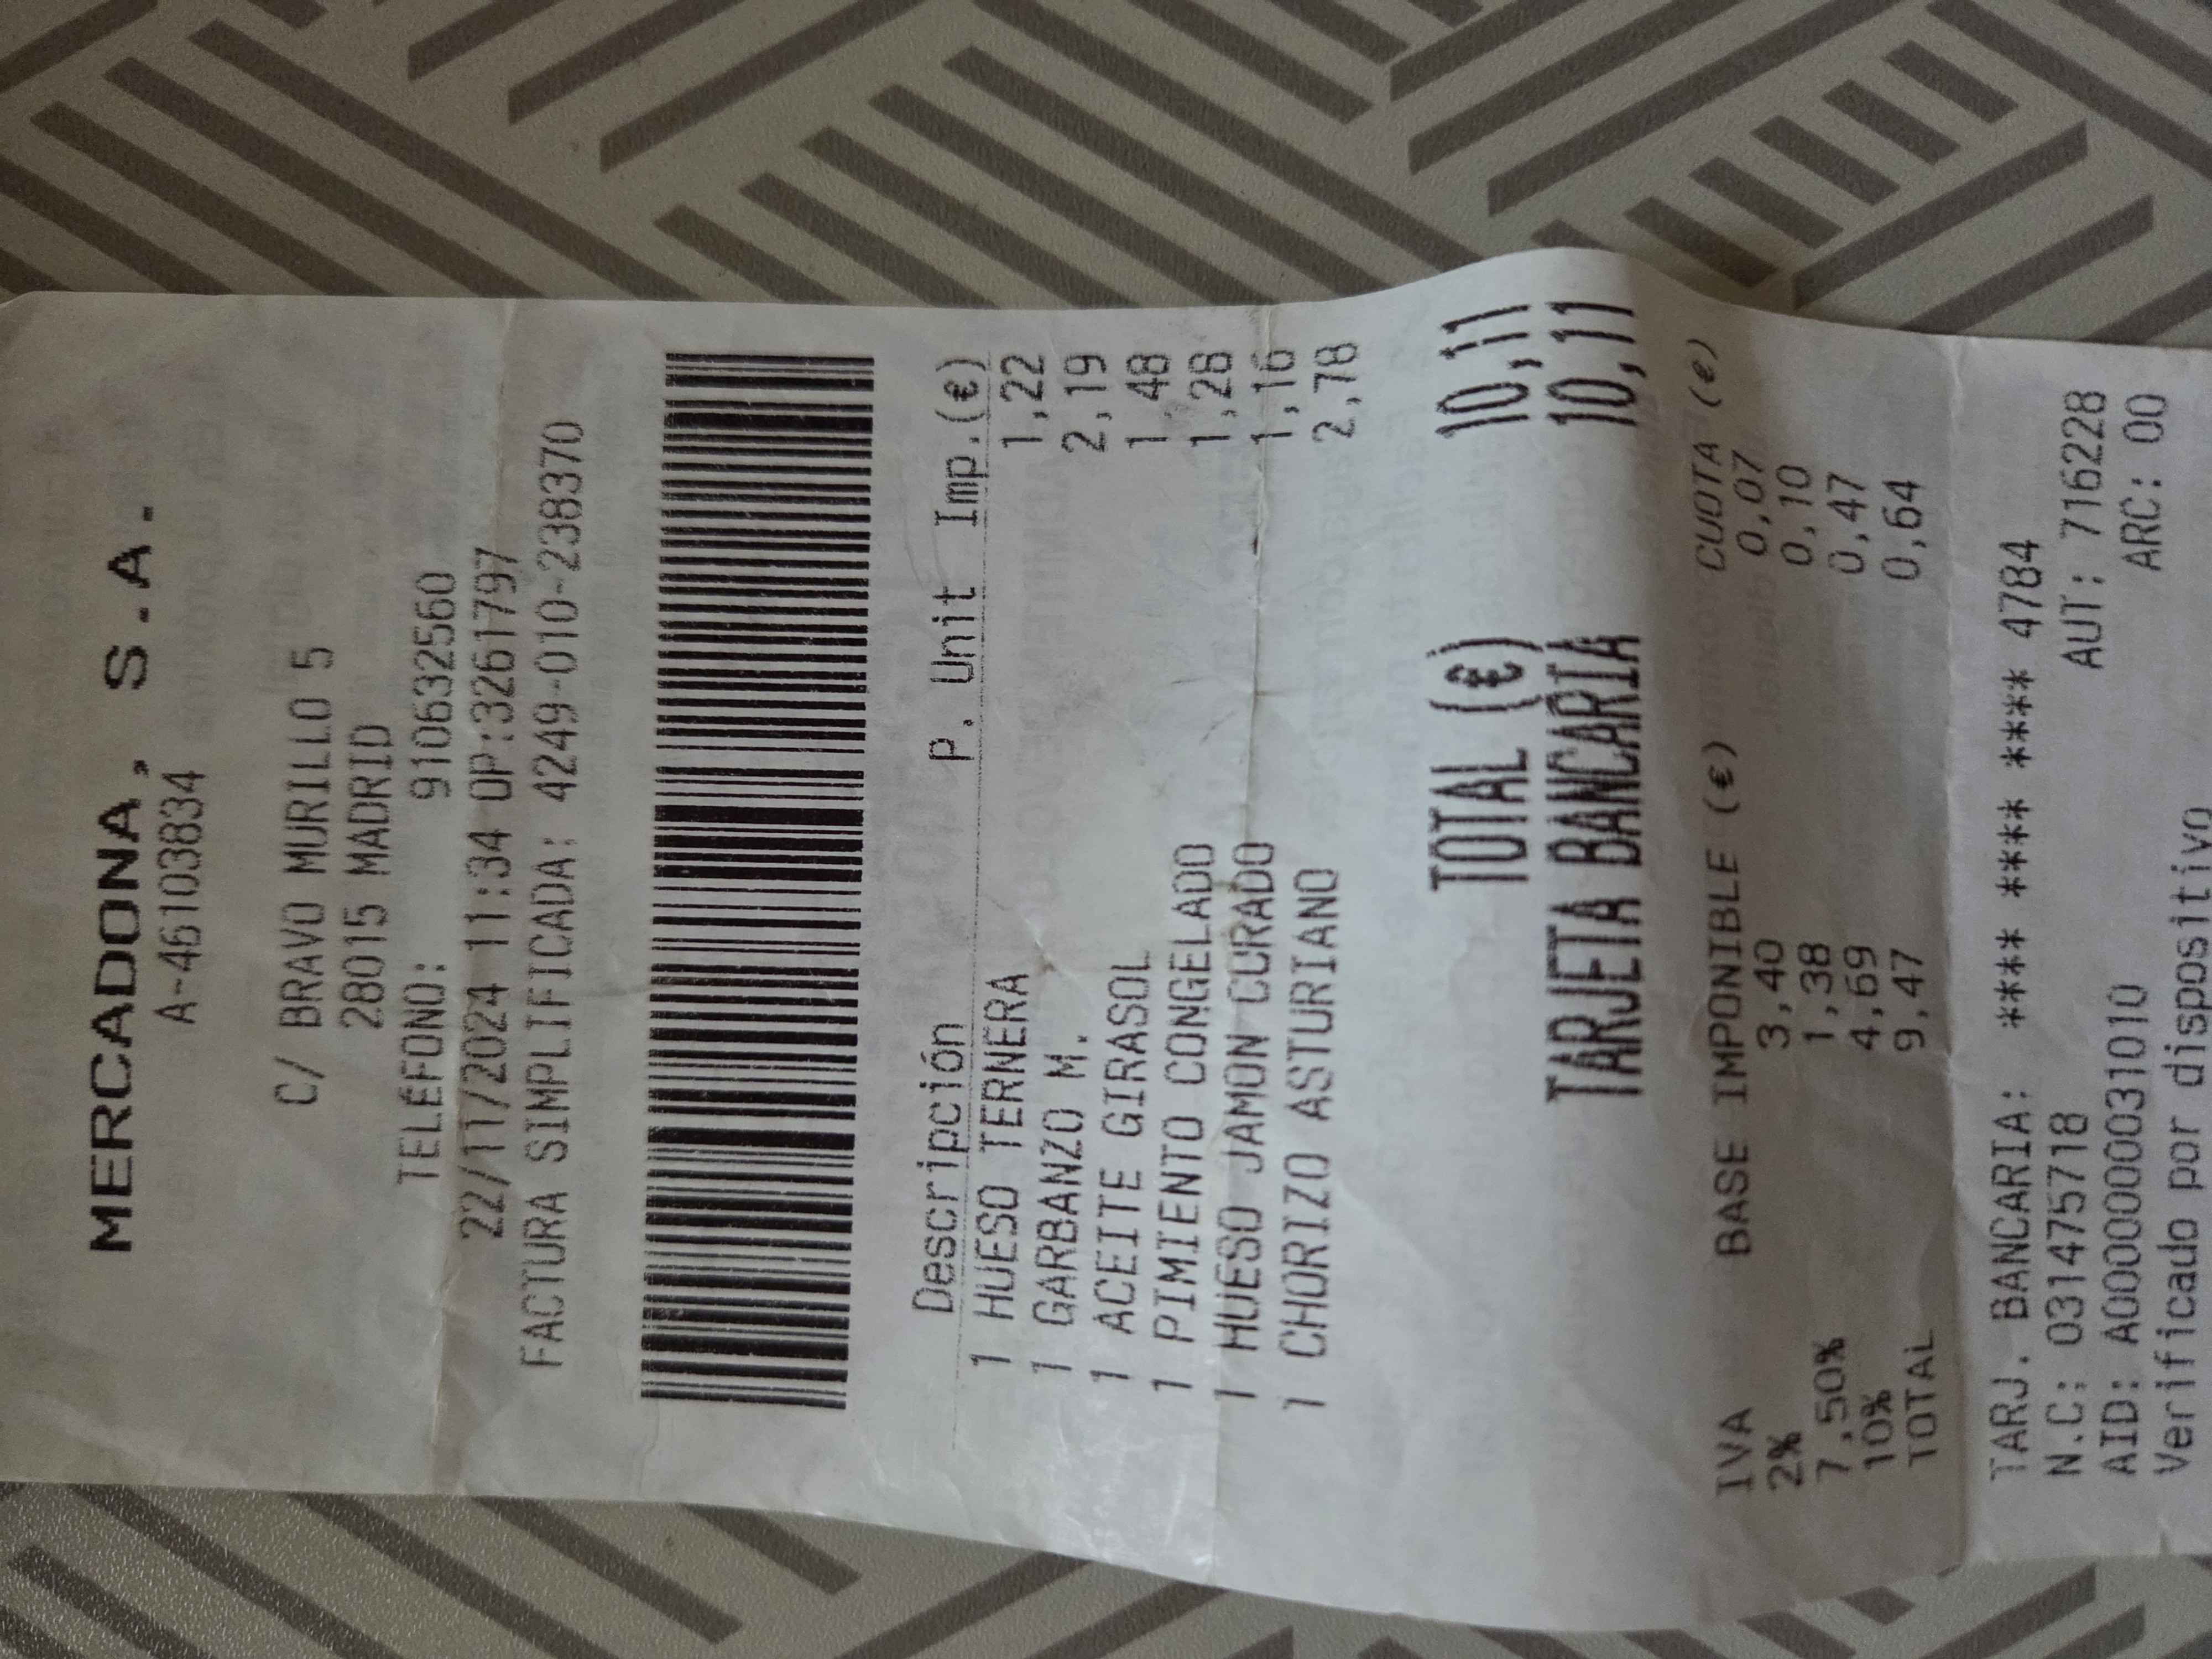 MERCADONA, S.A.
A-46103834
C/ BRAVO MURILLO 5
28015 MADRID
TELÉFONO: 910632560
22/11/2024 11:34 OP:3261797
FACTURA SIMPLIFICADA: 4249-010-238370
Descripción P. Unit Imp.(€)
1 HUESO TERNERA 1,22
1 GARBANZO M. 2,19
1 ACEITE GIRASOL 1,48
1 PIMIENTO CONGELADO 1,28
1 HUESO JAMON CURADO 1,16
1 CHORIZO ASTURIANO 2,78
TOTAL (€) 10,11
TARJETA BANCARIA 10,11
IVA BASE IMPONIBLE (€) CUOTA (€)
2% 3,40 0,07
7,50% 1,38 0,10
10% 4,69 0,47
TOTAL 9,47 0,64
TARJ. BANCARIA: **** **** **** 4784
N.C: 031475718 AUT: 716228
AID: A0000000031010 ARC: 00
Verificado por dispositivo